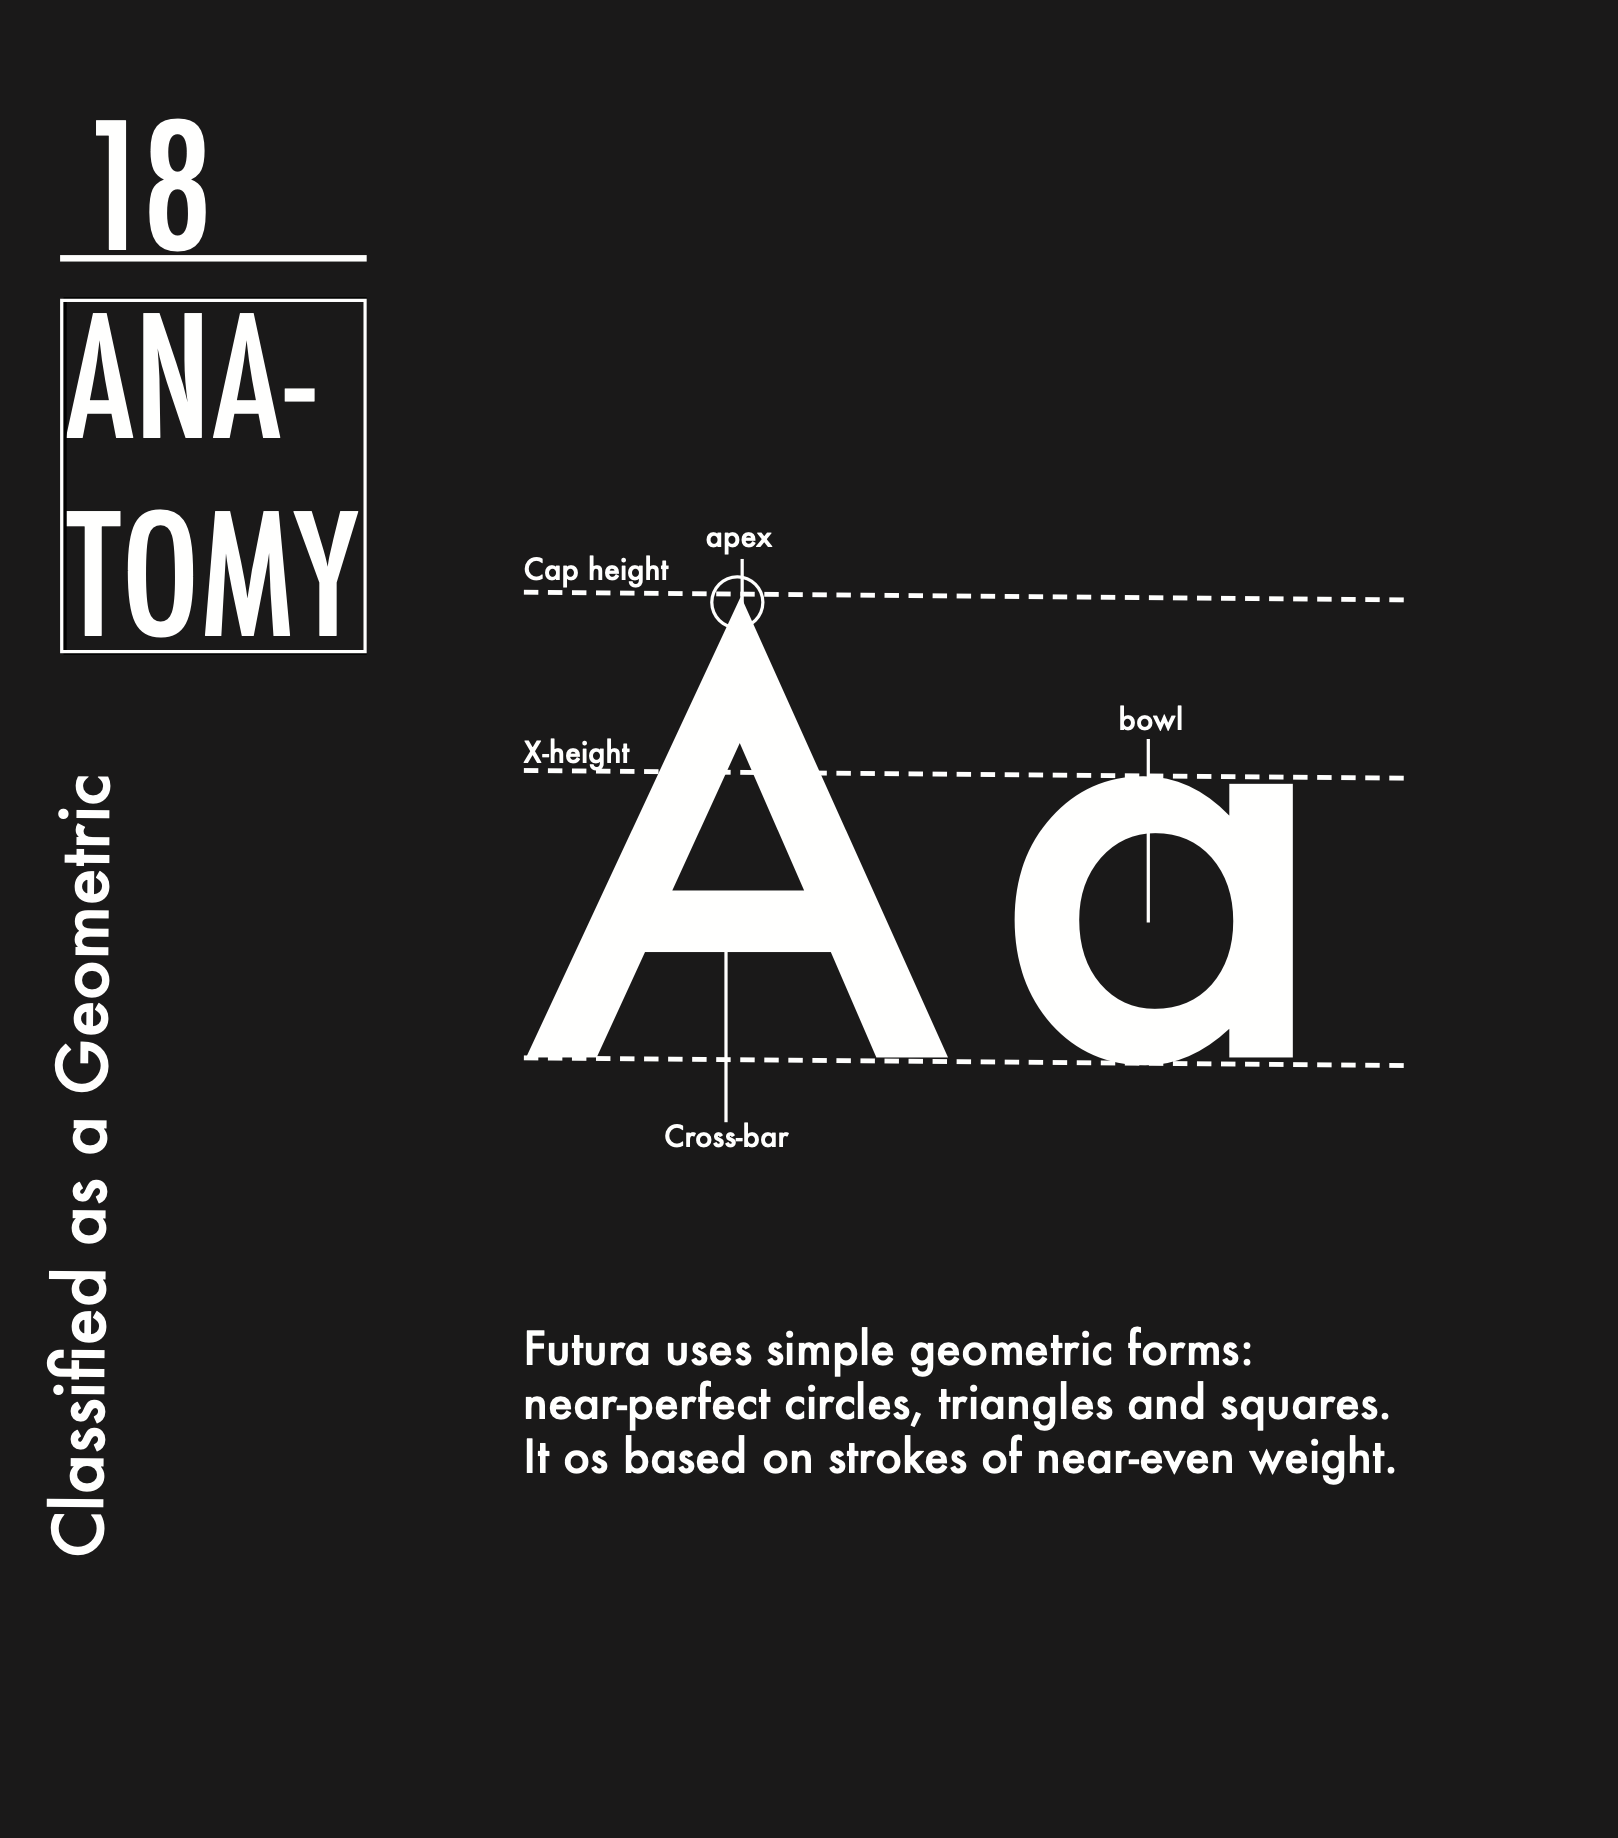 18
ANA-
TOMY
Classified as a Geometric
apex
Cap height
bowl
X-height
Aa
Cross-bar
Futura uses simple geometric forms:
near-perfect circles, triangles and squares.
It os based on strokes of near-even weight.